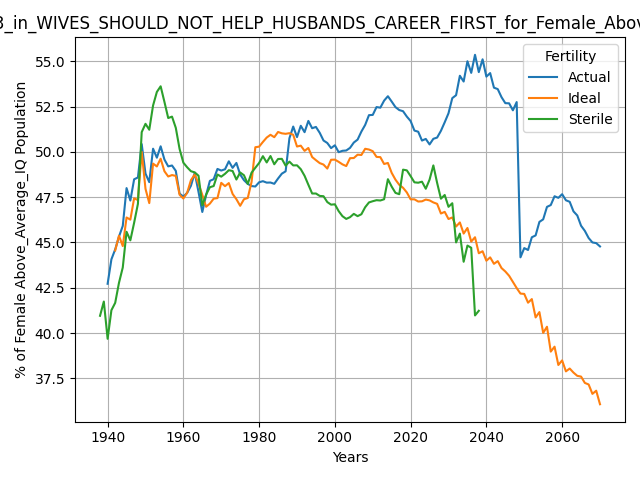 3_in_WIVES_SHOULD_NOT_HELP_HUSBANDS_CAREER_FIRST_for_Female_Abov
% of Female Above_Average_IQ Population
55.0
52.5
50.0
47.5
45.0
42.5
40.0
37.5
1940
1960
1980
2000
2020
2040
2060
Years
Fertility
Actual
Ideal
Sterile